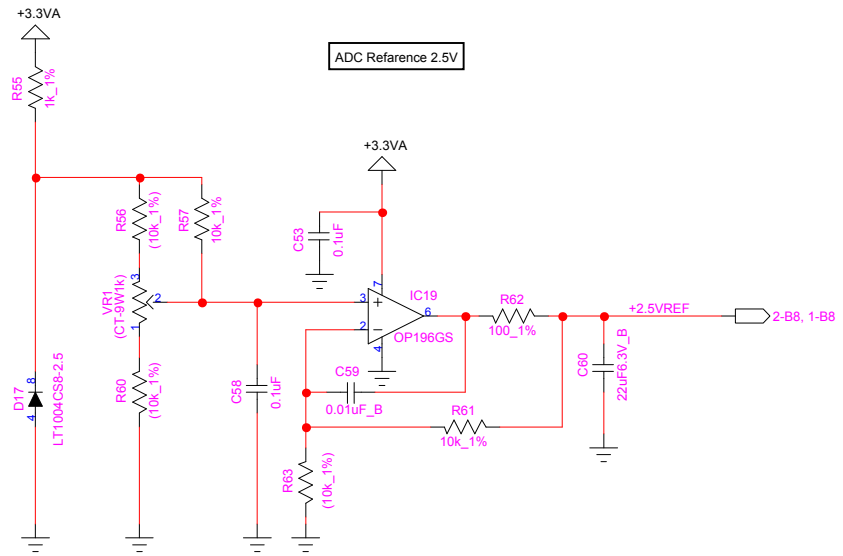 +3.3VA
R55
1k_1%
ADC Refarence 2.5V
+3.3VA
R56
(10k_1%)
R57
10k_1%
C53
0.1uF
3
VR1
(CT-9W1k)
2
1
7
IC19
3
+
2
−
6
4
OP196GS
R62
100_1%
+2.5VREF
2-B8, 1-B8
C60
22uF6.3V_B
8
D17
4
LT1004CS8-2.5
R60
(10k_1%)
C58
0.1uF
C59
0.01uF_B
R61
10k_1%
R63
(10k_1%)